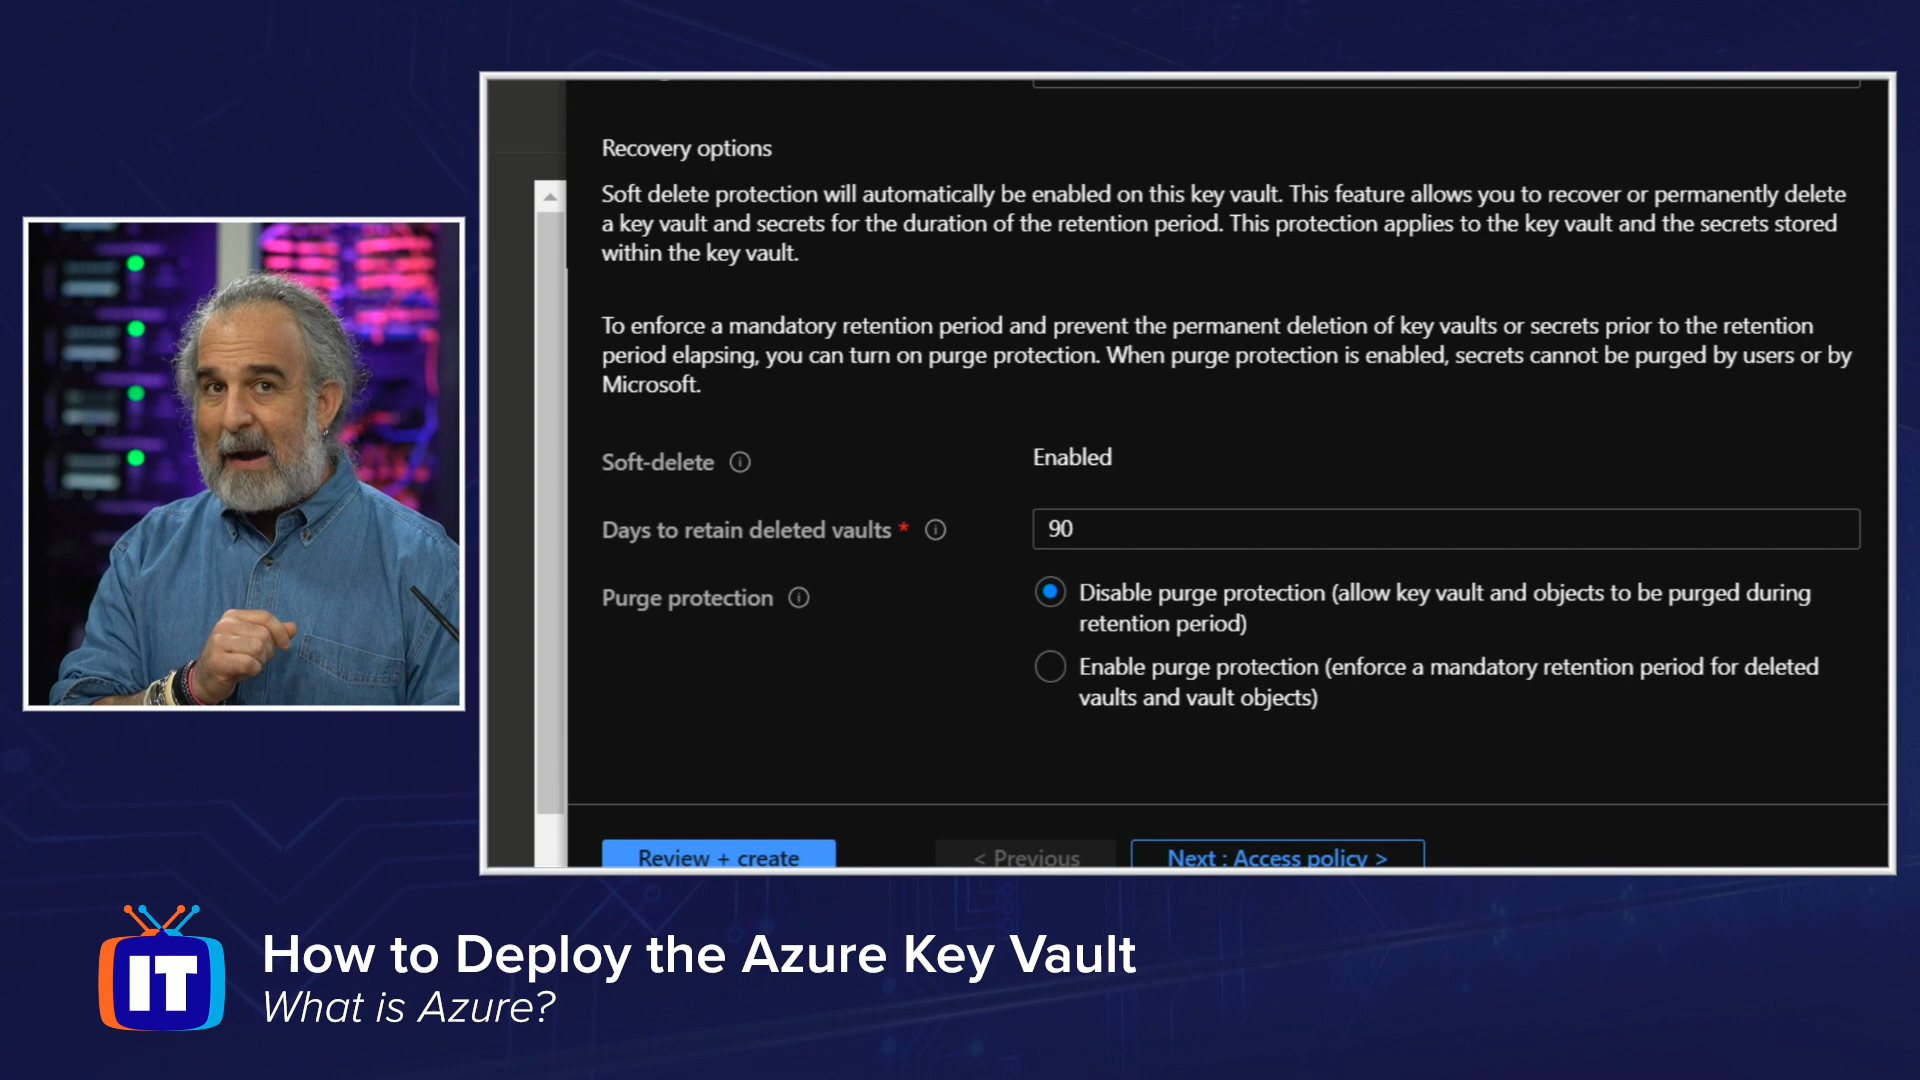 Recovery options
Soft delete protection will automatically be enabled on this key vault. This feature allows you to recover or permanently delete
a key vault and secrets for the duration of the retention period. This protection applies to the key vault and the secrets stored
within the key vault.
To enforce a mandatory retention period and prevent the permanent deletion of key vaults or secrets prior to the retention
period elapsing, you can turn on purge protection. When purge protection is enabled, secrets cannot be purged by users or by
Microsoft.
Soft-delete
Enabled
Days to retain deleted vaults *
90
Purge protection
Disable purge protection (allow key vault and objects to be purged during
retention period)
Enable purge protection (enforce a mandatory retention period for deleted
vaults and vault objects)
Review + create
< Previous
Next : Access policy >
IT
How to Deploy the Azure Key Vault
What is Azure?